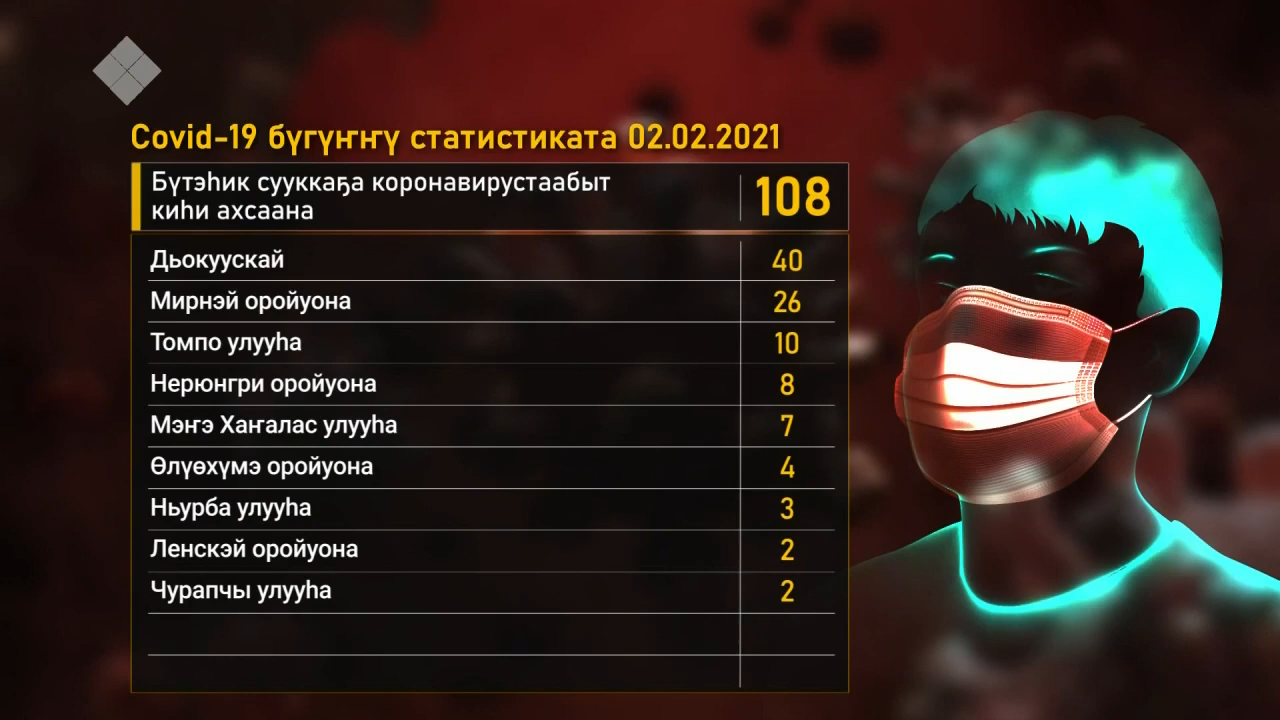 Covid-19 бүгүҥҥү статистиката 02.02.2021
Бүтэһик сууккаҕа коронавирустаабыт
киһи ахсаана
108
Дьокуускай 40
Мирнэй оройуона 26
Томпо улууһа 10
Нерюнгри оройуона 8
Мэҥэ Хаҥалас улууһа 7
Өлүөхүмэ оройуона 4
Ньурба улууһа 3
Ленскэй оройуона 2
Чурапчы улууһа 2